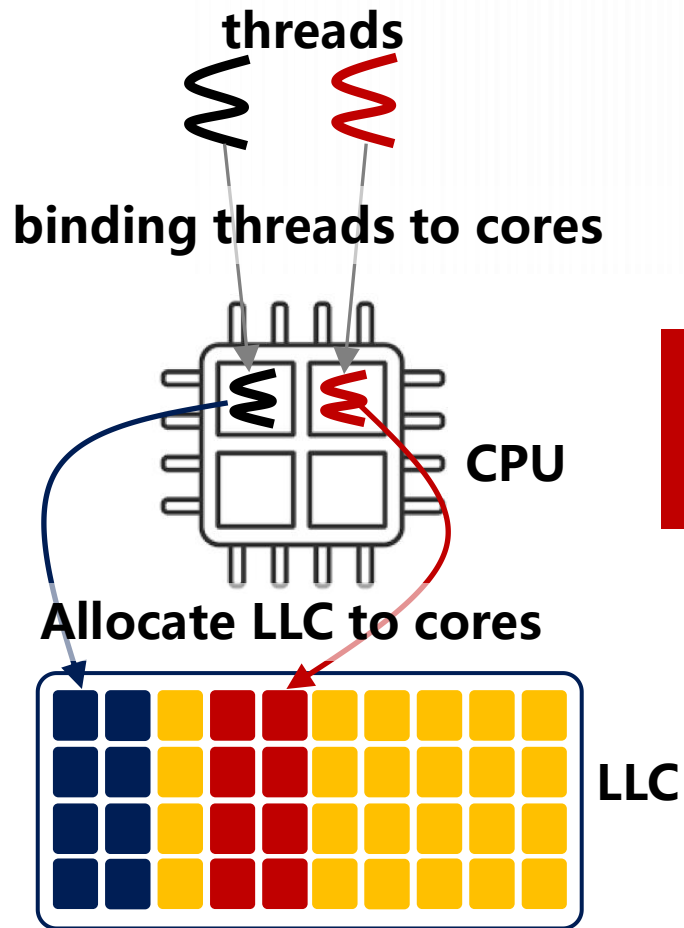 threads
binding threads to cores
CPU
Allocate LLC to cores
LLC